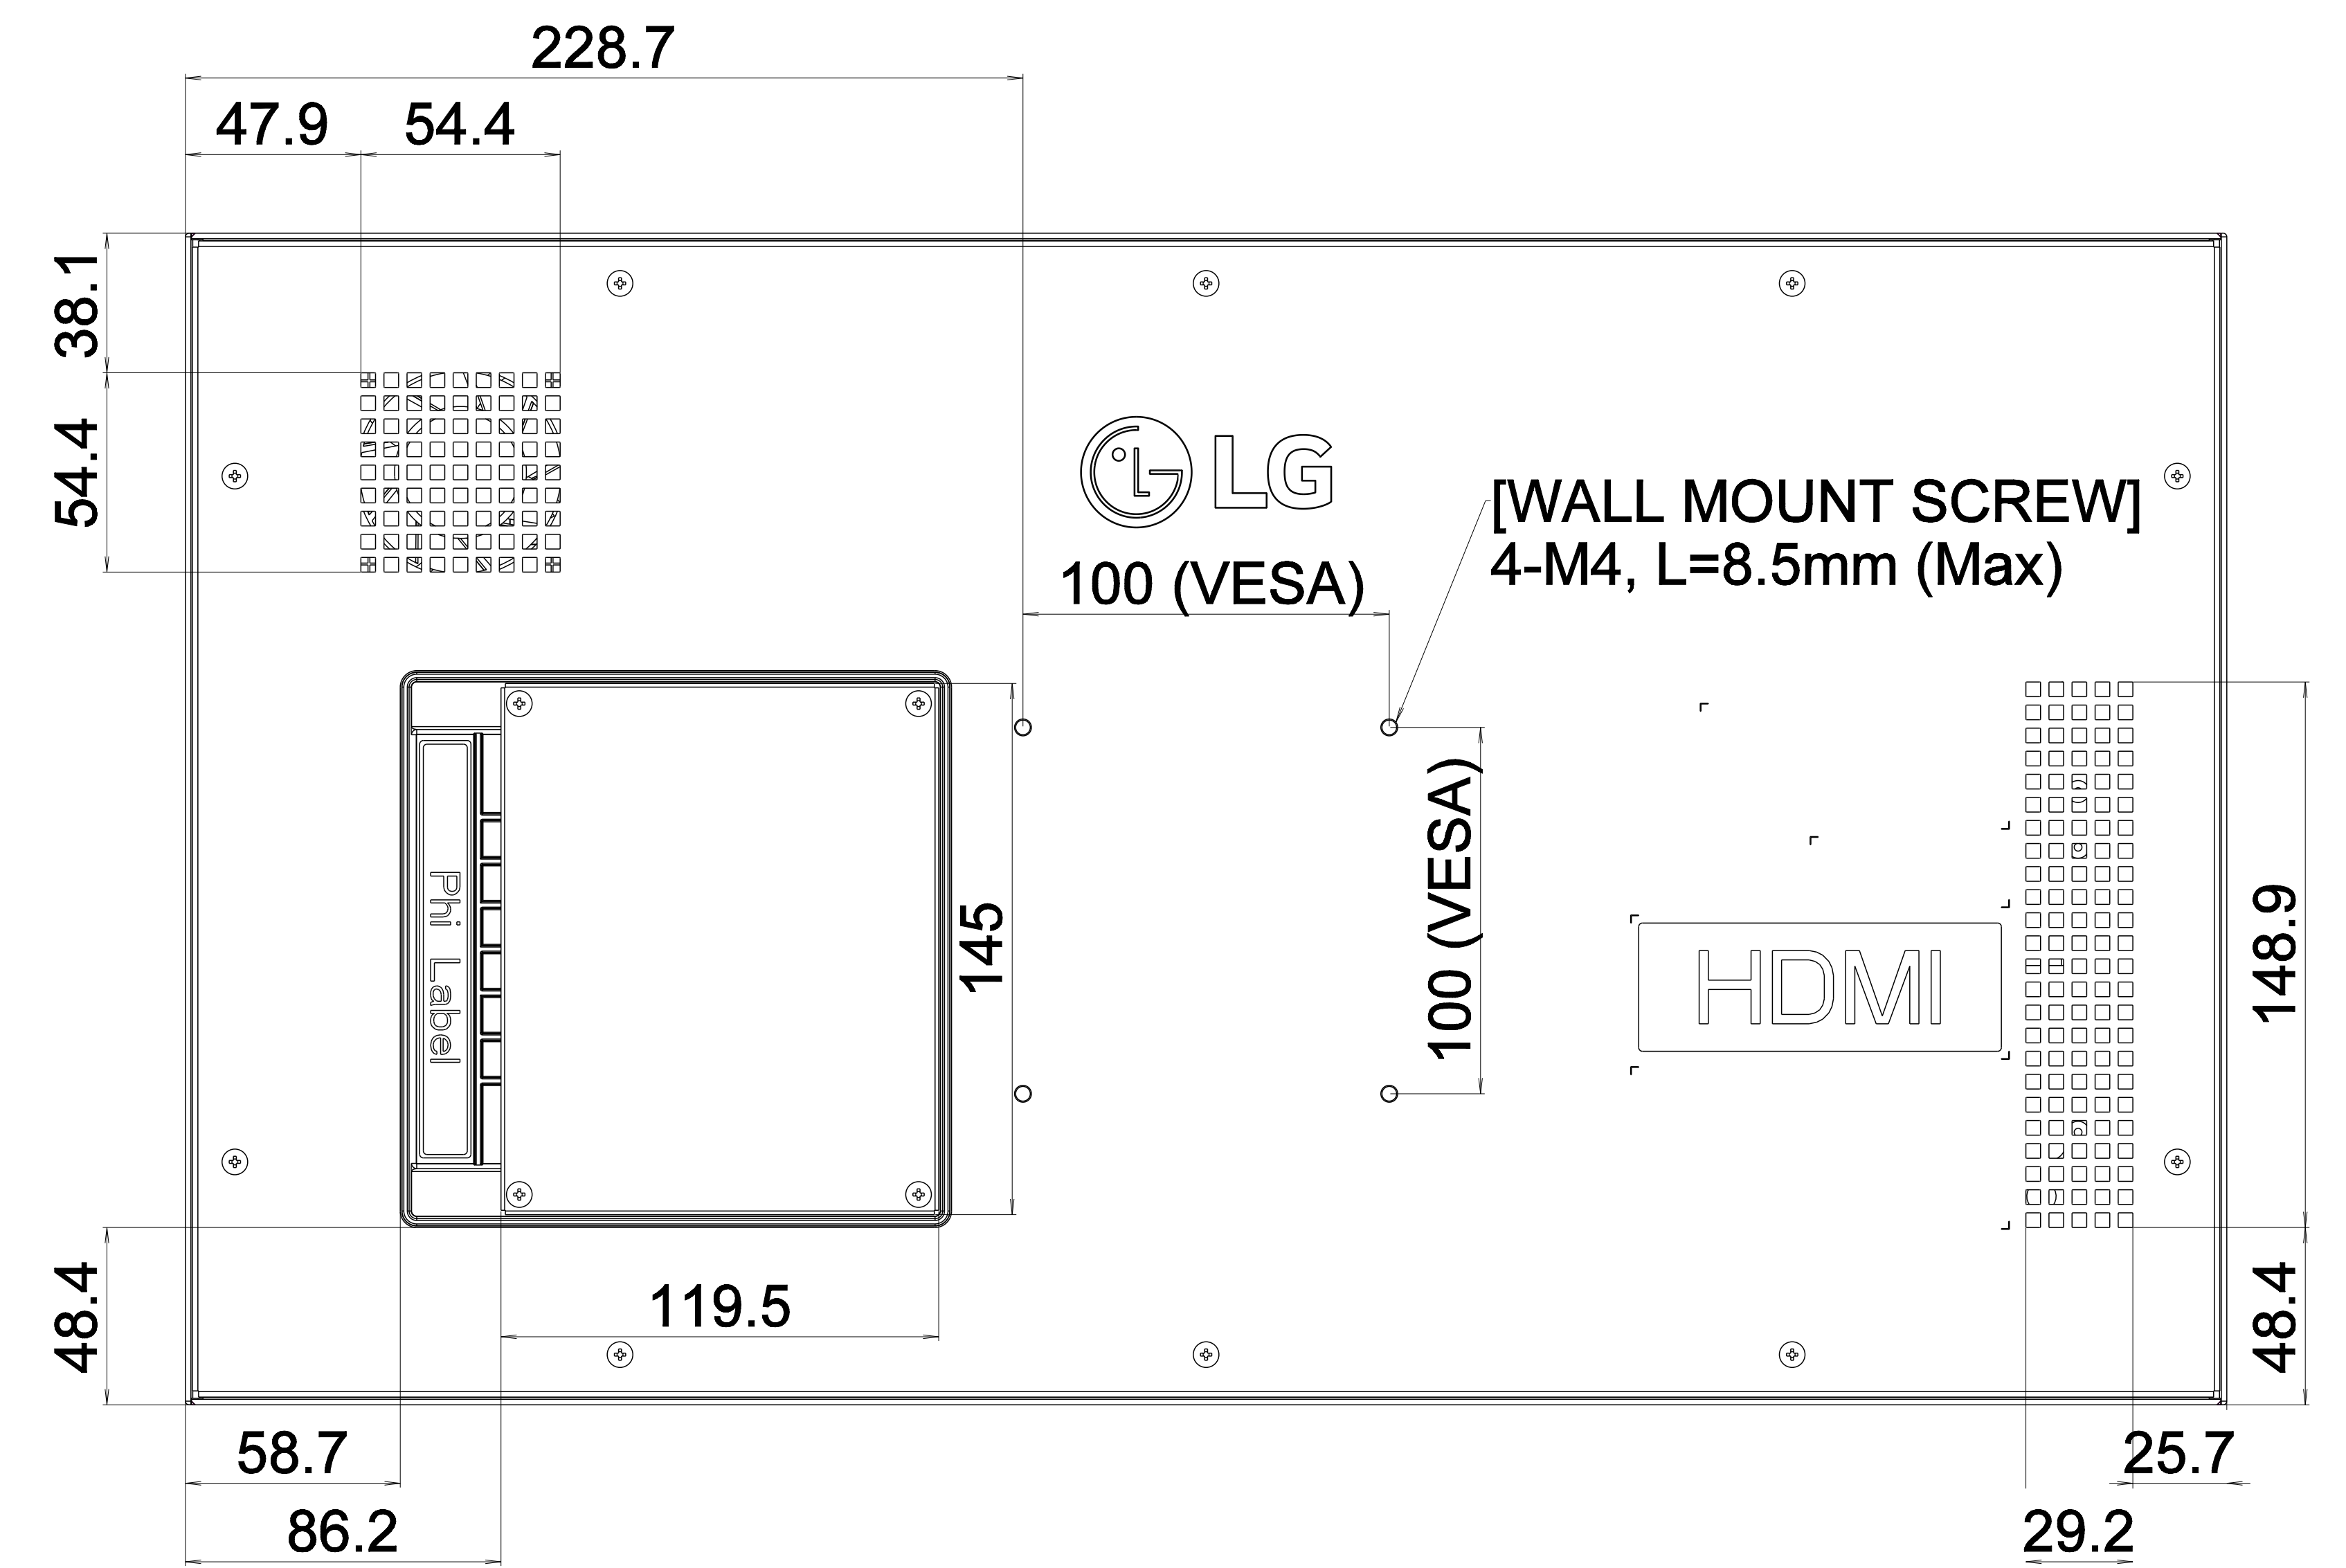 228.7
47.9
54.4
38.1
54.4
LG
[WALL MOUNT SCREW]
4-M4, L=8.5mm (Max)
100 (VESA)
100 (VESA)
145
Phi Label
HDMI
148.9
119.5
48.4
48.4
58.7
25.7
86.2
29.2